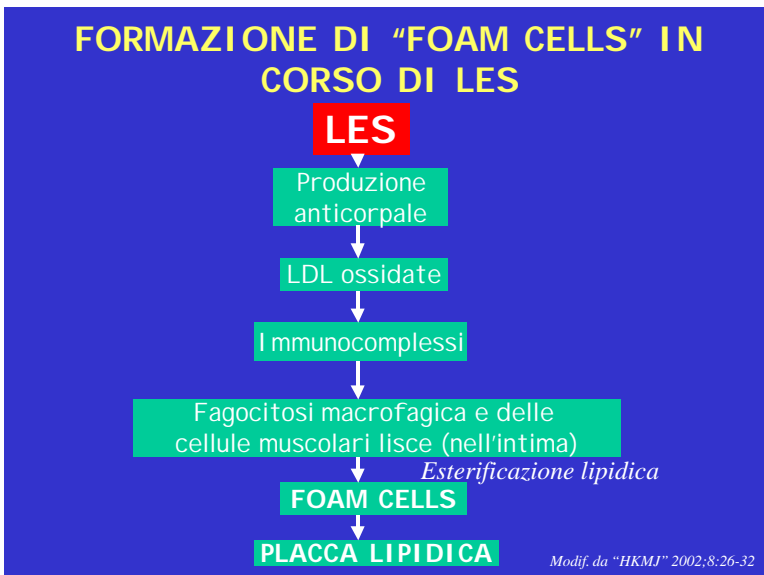 FORMAZIONE DI “FOAM CELLS” IN
CORSO DI LES
LES
Produzione
anticorpale
LDL ossidate
Immunocomplessi
Fagocitosi macrofagica e delle
cellule muscolari lisce (nell’intima)
Esterificazione lipidica
FOAM CELLS
PLACCA LIPIDICA
Modif. da “HKMJ” 2002;8:26-32